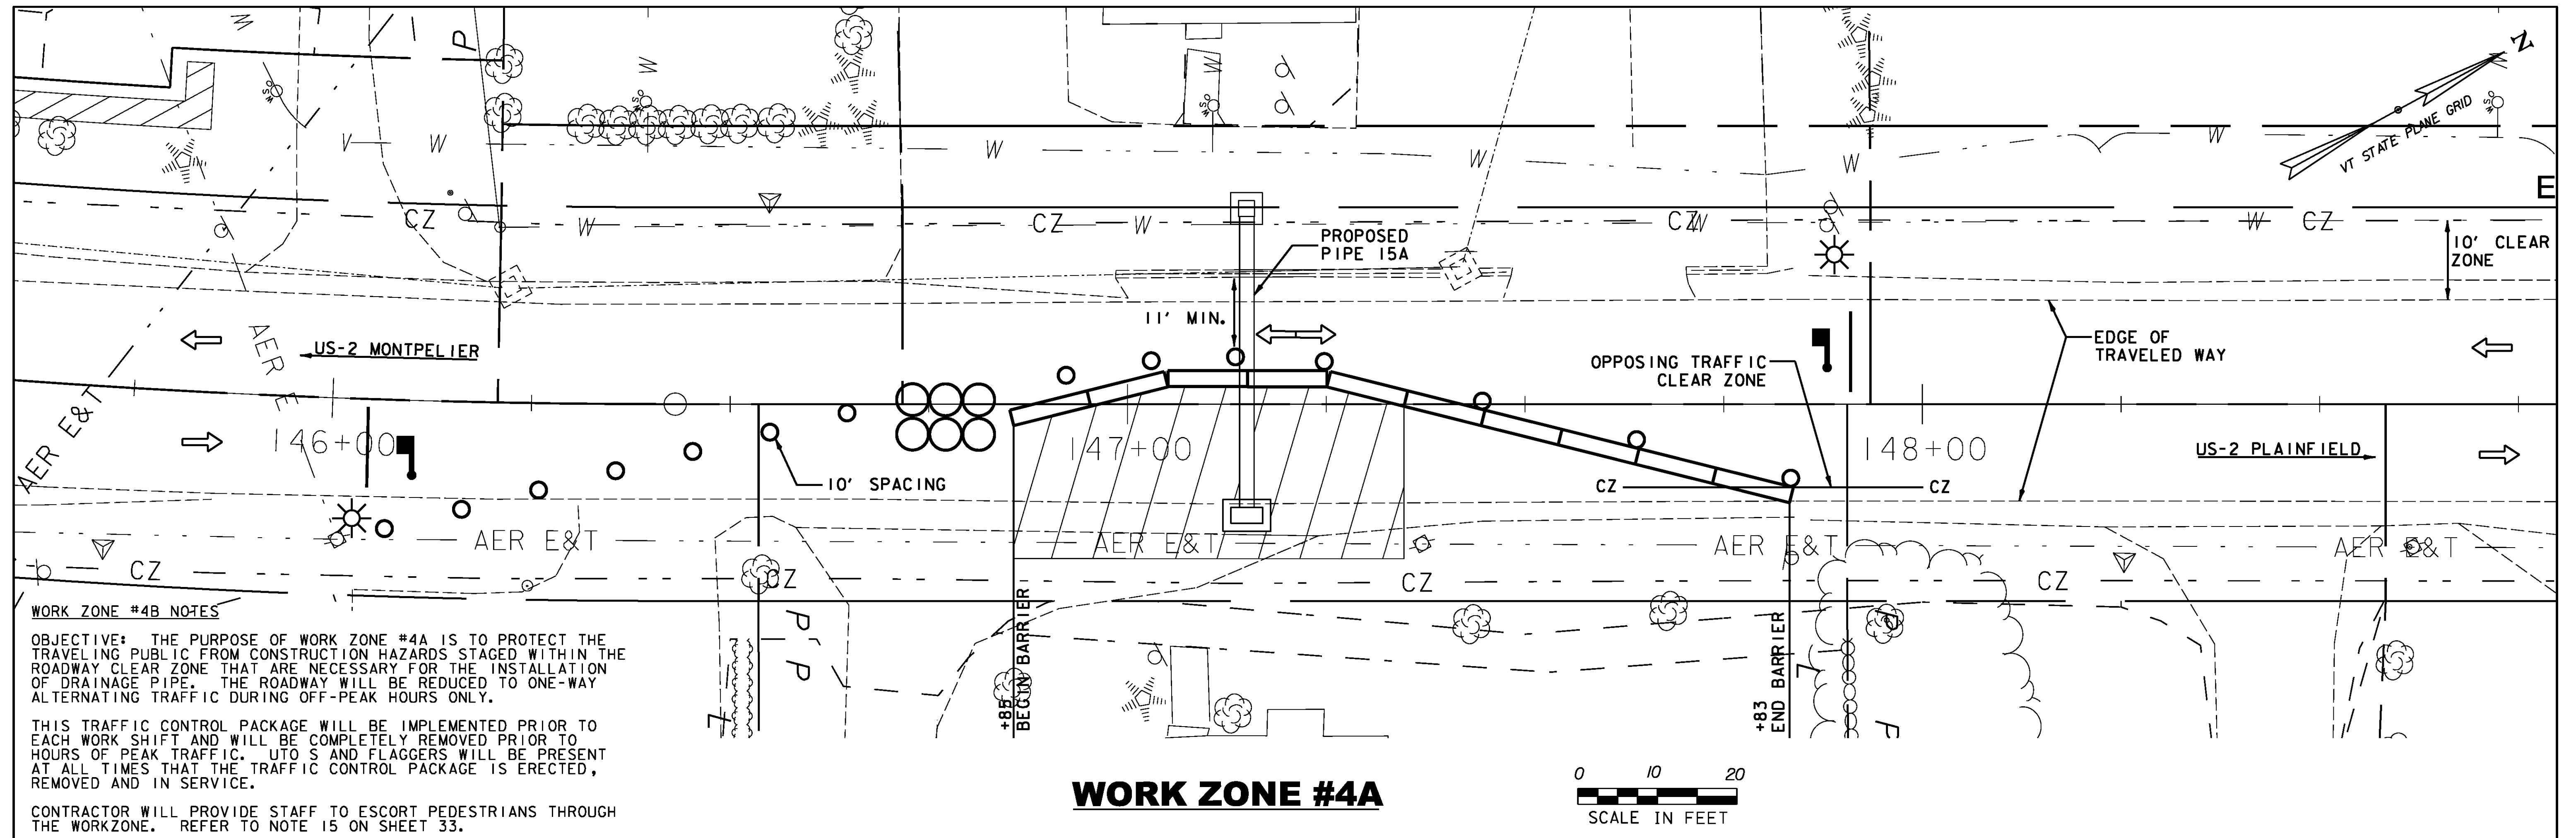 P
W
W
W
N
VT STATE PLANE GRID
W
W
W
W
W
W
E
CZ
W
CZ
W
CZ
W
W
CZ
PROPOSED
PIPE 15A
10' CLEAR
ZONE
11' MIN.
AER E
US-2 MONTPELIER
EDGE OF
TRAVELED WAY
OPPOSING TRAFFIC
CLEAR ZONE
AER E&T
146+00
147+00
148+00
US-2 PLAINFIELD
10' SPACING
CZ
CZ
AER E&T
AER E&T
AER E&T
AER E&T
CZ
CZ
CZ
CZ
P
P
P
P
+85
BEGIN BARRIER
+83
END BARRIER
WORK ZONE #4B NOTES
OBJECTIVE: THE PURPOSE OF WORK ZONE #4A IS TO PROTECT THE
TRAVELING PUBLIC FROM CONSTRUCTION HAZARDS STAGED WITHIN THE
ROADWAY CLEAR ZONE THAT ARE NECESSARY FOR THE INSTALLATION
OF DRAINAGE PIPE. THE ROADWAY WILL BE REDUCED TO ONE-WAY
ALTERNATING TRAFFIC DURING OFF-PEAK HOURS ONLY.
THIS TRAFFIC CONTROL PACKAGE WILL BE IMPLEMENTED PRIOR TO
EACH WORK SHIFT AND WILL BE COMPLETELY REMOVED PRIOR TO
HOURS OF PEAK TRAFFIC. UTO S AND FLAGGERS WILL BE PRESENT
AT ALL TIMES THAT THE TRAFFIC CONTROL PACKAGE IS ERECTED,
REMOVED AND IN SERVICE.
CONTRACTOR WILL PROVIDE STAFF TO ESCORT PEDESTRIANS THROUGH
THE WORKZONE. REFER TO NOTE 15 ON SHEET 33.
WORK ZONE #4A
0 10 20
SCALE IN FEET